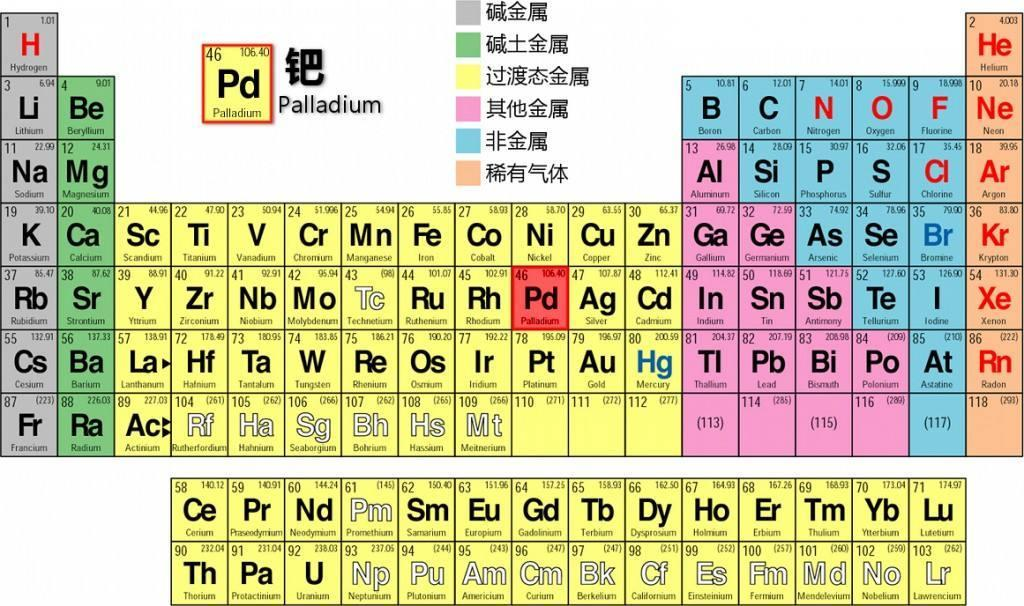 碱金属
碱土金属
过渡态金属
其他金属
非金属
稀有气体
46 106.40
Pd 钯
Palladium Palladium
1 1.01 2 4.003
H He
Hydrogen Helium
3 6.94 4 9.01 5 10.81 6 12.01 7 14.01 8 15.999 9 18.998 10 20.18
Li Be B C N O F Ne
Lithium Beryllium Boron Carbon Nitrogen Oxygen Fluorine Neon
11 22.99 12 24.31 13 26.98 14 28.09 15 30.97 16 32.06 17 35.45 18 39.95
Na Mg Al Si P S Cl Ar
Sodium Magnesium Aluminum Silicon Phosphorus Sulfur Chlorine Argon
19 39.10 20 40.08 21 44.96 22 47.90 23 50.94 24 51.996 25 54.94 26 55.85 27 58.93 28 58.70 29 63.55 30 65.37 31 69.72 32 72.59 33 74.92 34 78.96 35 79.90 36 83.80
K Ca Sc Ti V Cr Mn Fe Co Ni Cu Zn Ga Ge As Se Br Kr
Potassium Calcium Scandium Titanium Vanadium Chromium Manganese Iron Cobalt Nickel Copper Zinc Gallium Germanium Arsenic Selenium Bromine Krypton
37 85.47 38 87.62 39 88.91 40 91.22 41 92.91 42 95.94 43 (98) 44 101.07 45 102.91 46 106.40 47 107.87 48 112.41 49 114.82 50 118.69 51 121.75 52 127.60 53 126.90 54 131.30
Rb Sr Y Zr Nb Mo Tc Ru Rh Pd Ag Cd In Sn Sb Te I Xe
Rubidium Strontium Yttrium Zirconium Niobium Molybdenum Technetium Ruthenium Rhodium Palladium Silver Cadmium Indium Tin Antimony Tellurium Iodine Xenon
55 132.91 56 137.33 57 138.91 72 178.49 73 180.95 74 183.85 75 186.21 76 190.20 77 192.22 78 195.09 79 196.97 80 200.59 81 204.37 82 207.19 83 208.98 84 (209) 85 (210) 86 (222)
Cs Ba La Hf Ta W Re Os Ir Pt Au Hg Tl Pb Bi Po At Rn
Cesium Barium Lanthanum Hafnium Tantalum Tungsten Rhenium Osmium Iridium Platinum Gold Mercury Thallium Lead Bismuth Polonium Astatine Radon
87 (223) 88 226.03 89 227.03 104 (261) 105 (262) 106 (266) 107 (262) 108 (265) 109 (266) 110 (271) 111 (272) 112 (277) 114 (285) 116 (289) 118 (293)
Fr Ra Ac Rf Ha Sg Bh Hs Mt (113) (115) (117)
Francium Radium Actinium Rutherfordium Hahnium Seaborgium Bohrium Hassium Meitnerium
58 140.12 59 140.91 60 144.24 61 (145) 62 150.40 63 151.96 64 157.25 65 158.93 66 162.50 67 164.93 68 167.26 69 168.93 70 173.04 71 174.97
Ce Pr Nd Pm Sm Eu Gd Tb Dy Ho Er Tm Yb Lu
Cerium Praseodymium Neodymium Promethium Samarium Europium Gadolinium Terbium Dysprosium Holmium Erbium Thulium Ytterbium Lutetium
90 232.04 91 231.04 92 238.03 93 237.05 94 (244) 95 (243) 96 (247) 97 (247) 98 (251) 99 (252) 100 (257) 101 (260) 102 (259) 103 (262)
Th Pa U Np Pu Am Cm Bk Cf Es Fm Md No Lr
Thorium Protactinium Uranium Neptunium Plutonium Americium Curium Berkelium Californium Einsteinium Fermium Mendelevium Nobelium Lawrencium